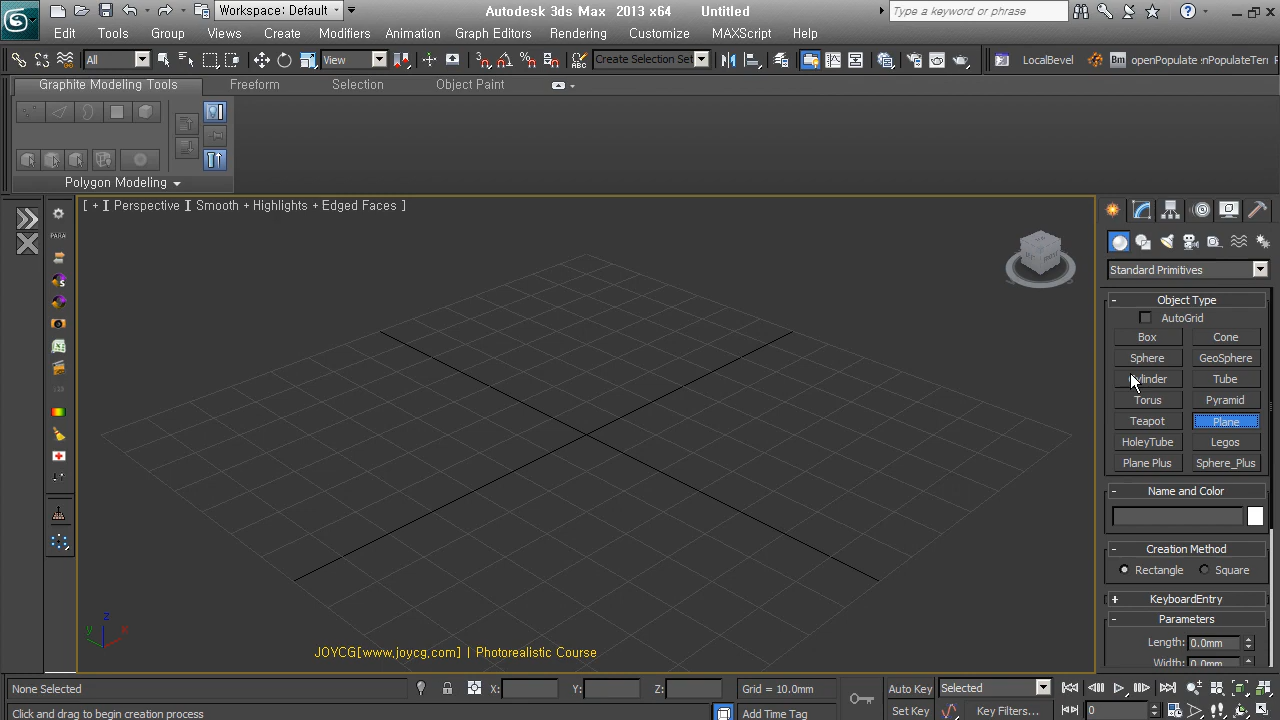 Workspace: Default
Autodesk 3ds Max 2013 x64 Untitled
Type a keyword or phrase
Edit Tools Group Views Create Modifiers Animation Graph Editors Rendering Customize MAXScript Help
All
View
Create Selection Set
LocalBevel
Bm
openPopulate
Graphite Modeling Tools Freeform Selection Object Paint
Polygon Modeling
[ + ] Perspective ] Smooth + Highlights + Edged Faces ]
PARA
Standard Primitives
- Object Type
AutoGrid
Box Cone
Sphere GeoSphere
Tube
Torus Pyramid
Teapot Plane
HoleyTube Legos
Plane Plus Sphere_Plus
- Name and Color
- Creation Method
Rectangle Square
+ KeyboardEntry
- Parameters
Length: 0.0mm
Width: 0.0mm
z
y
x
JOYCG[www.joycg.com] | Photorealistic Course
None Selected
X:
Y:
Z:
Grid = 10.0mm
Auto Key
Selected
Click and drag to begin creation process
Add Time Tag
Set Key
Key Filters...
0